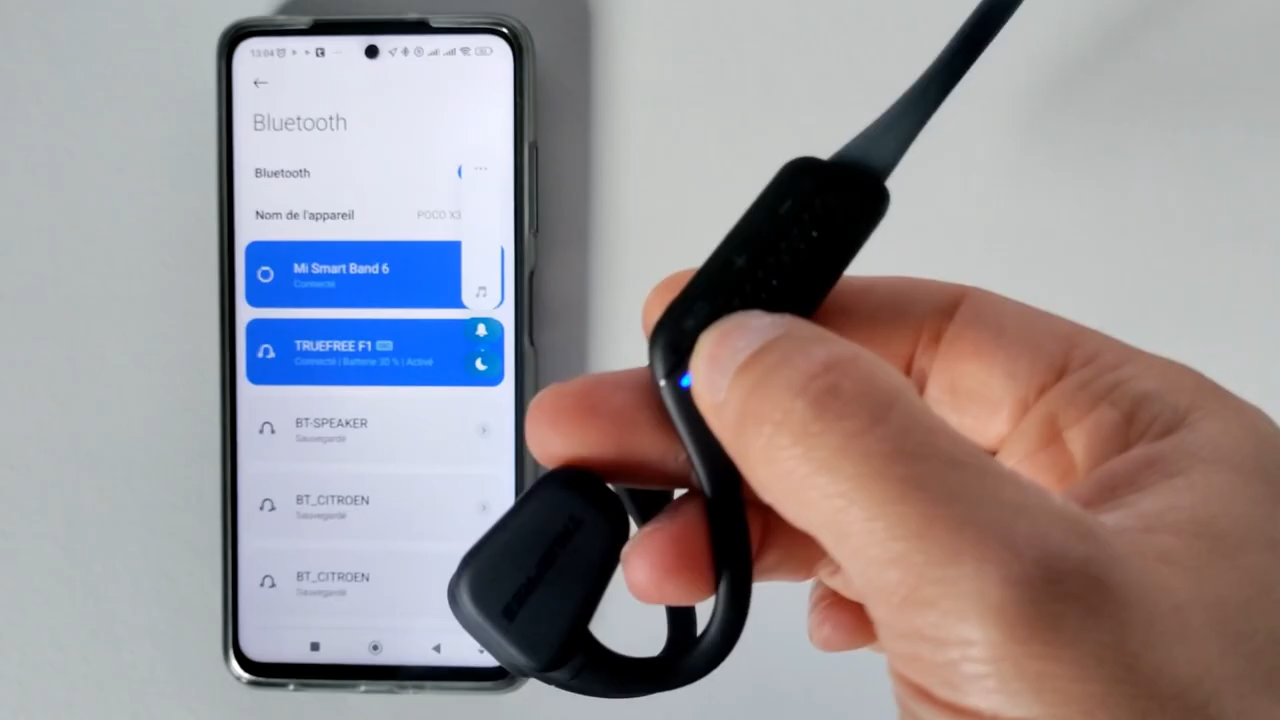 13:04
Bluetooth
Bluetooth
Nom de l'appareil
POCO X3
Mi Smart Band 6
Connecté
TRUEFREE F1
Connecté | Batterie 30 % | Activé
BT-SPEAKER
Sauvegardé
BT_CITROEN
Sauvegardé
BT_CITROEN
Sauvegardé